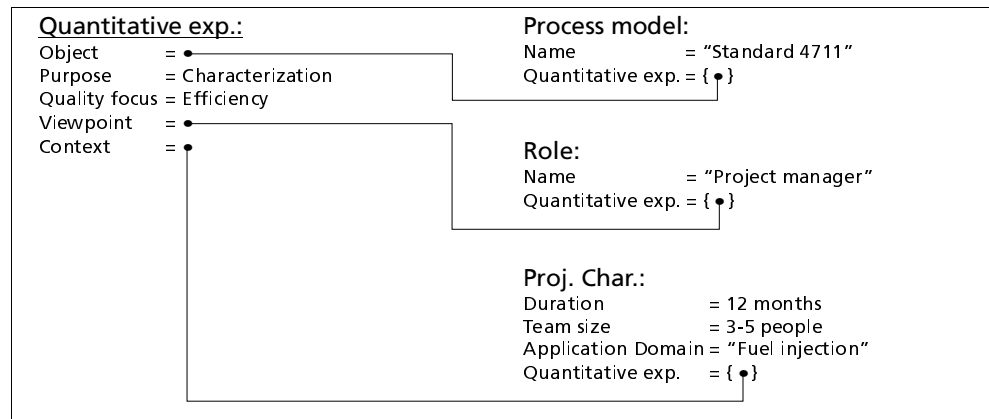 Quantitative exp.:
Object =
Purpose = Characterization
Quality focus = Efficiency
Viewpoint =
Context =
Process model:
Name = “Standard 4711”
Quantitative exp. = { }
Role:
Name = “Project manager”
Quantitative exp. = { }
Proj. Char.:
Duration = 12 months
Team size = 3-5 people
Application Domain = “Fuel injection”
Quantitative exp. = { }